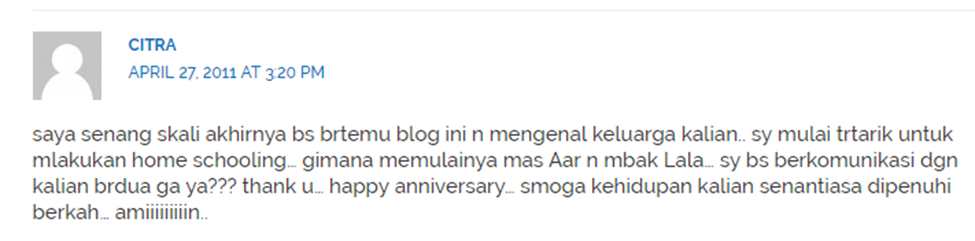 CITRA
APRIL 27, 2011 AT 3:20 PM
saya senang skali akhirnya bs brtemu blog ini n mengenal keluarga kalian.. sy mulai trtarik untuk
mlakukan home schooling... gimana memulainya mas Aar n mbak Lala... sy bs berkomunikasi dgn
kalian brdua ga ya??? thank u... happy anniversary... smoga kehidupan kalian senantiasa dipenuhi
berkah... amiiiiiiiiiin..